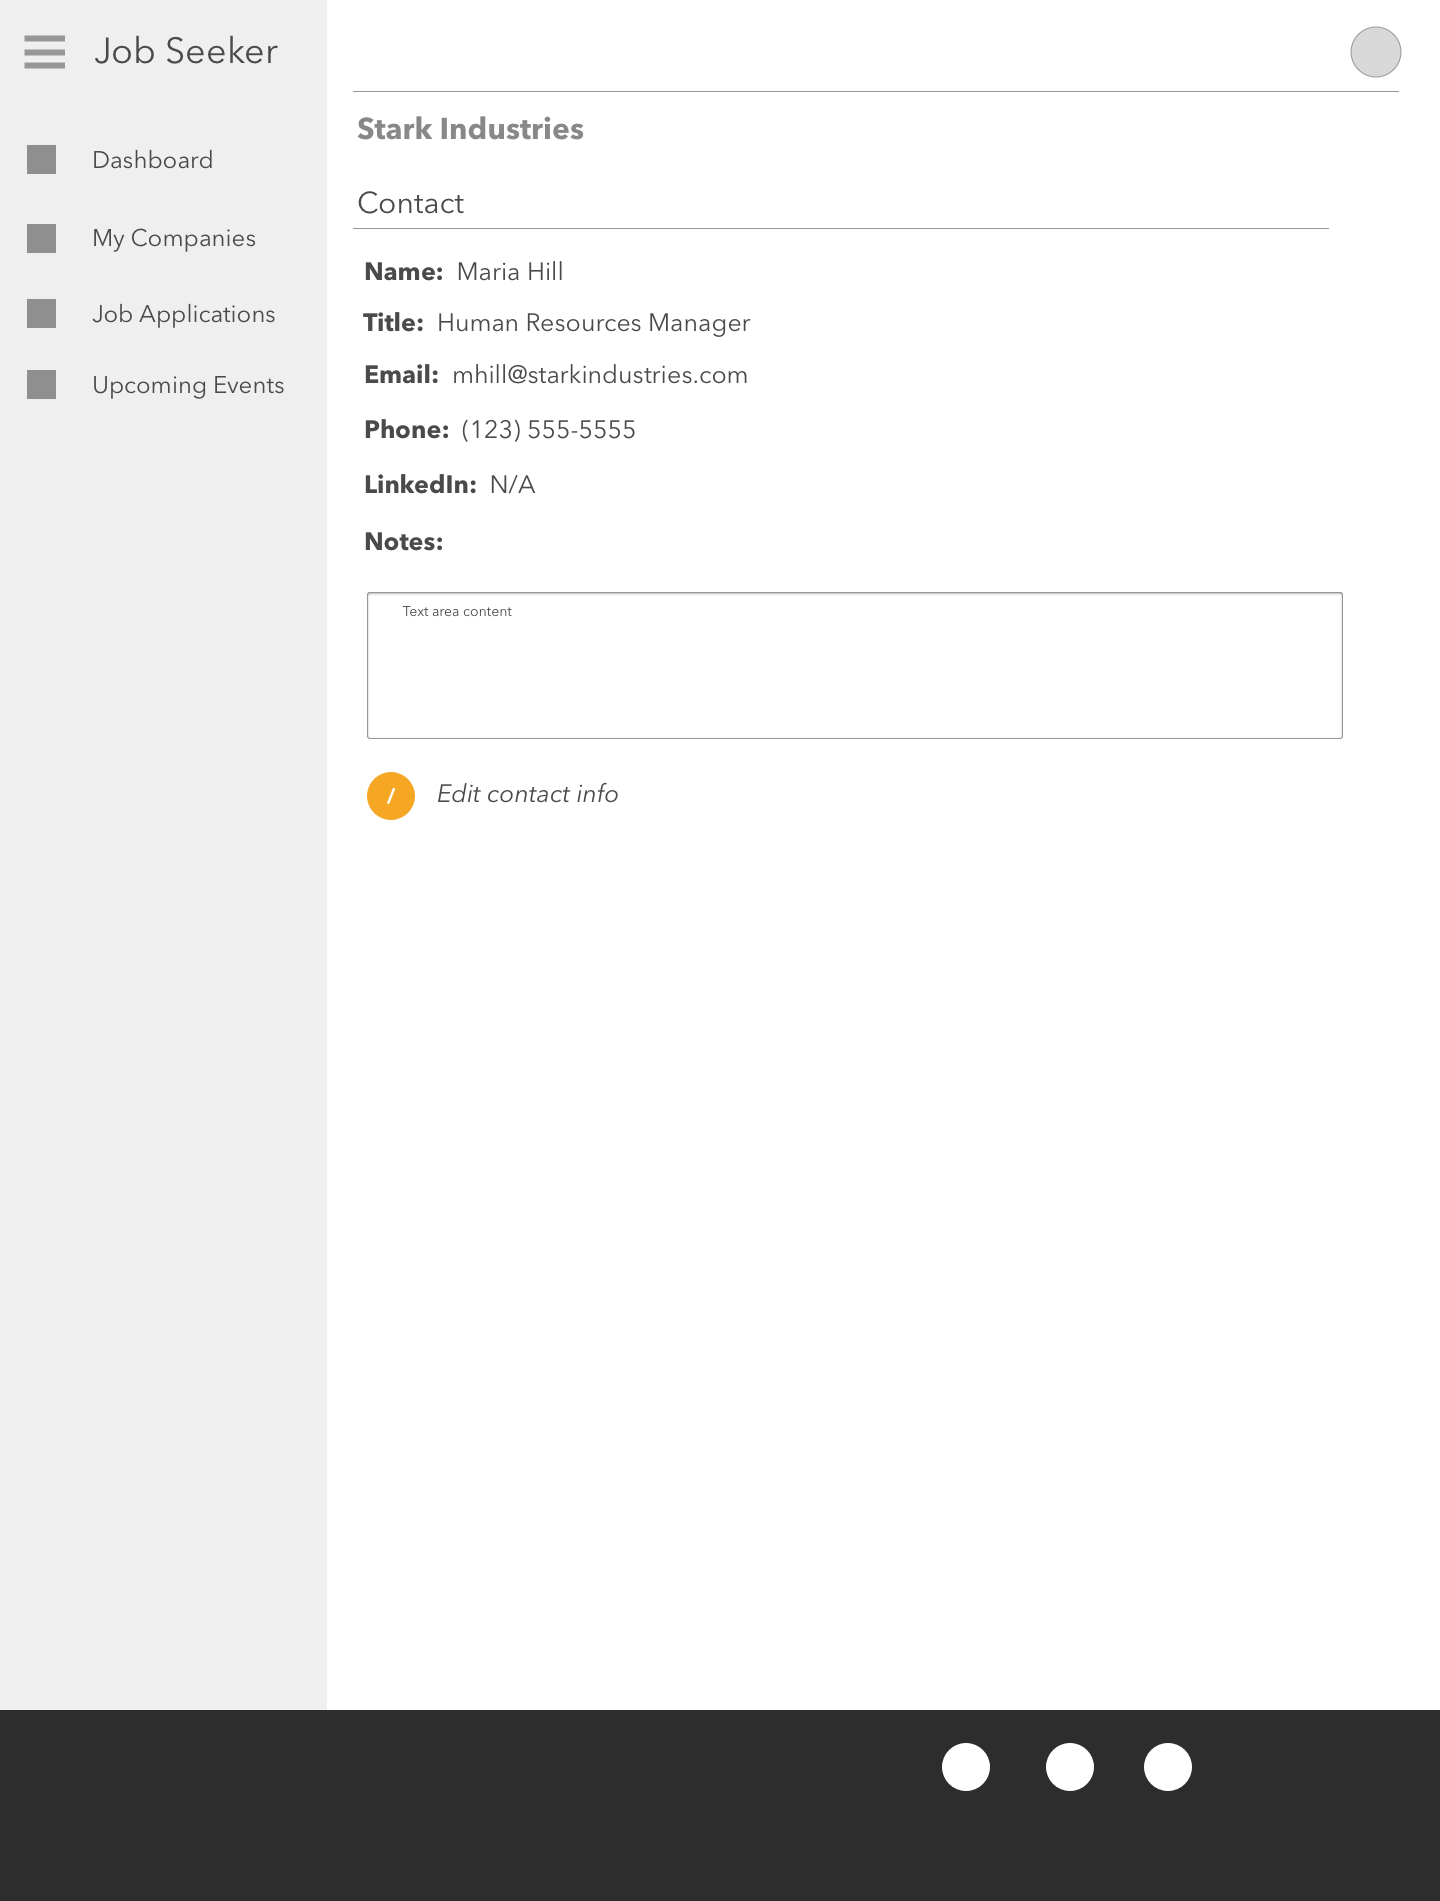 Job Seeker
Dashboard
My Companies
Job Applications
Upcoming Events
Stark Industries
Contact
Name: Maria Hill
Title: Human Resources Manager
Email: mhill@starkindustries.com
Phone: (123) 555-5555
LinkedIn: N/A
Notes:
Text area content
/ Edit contact info